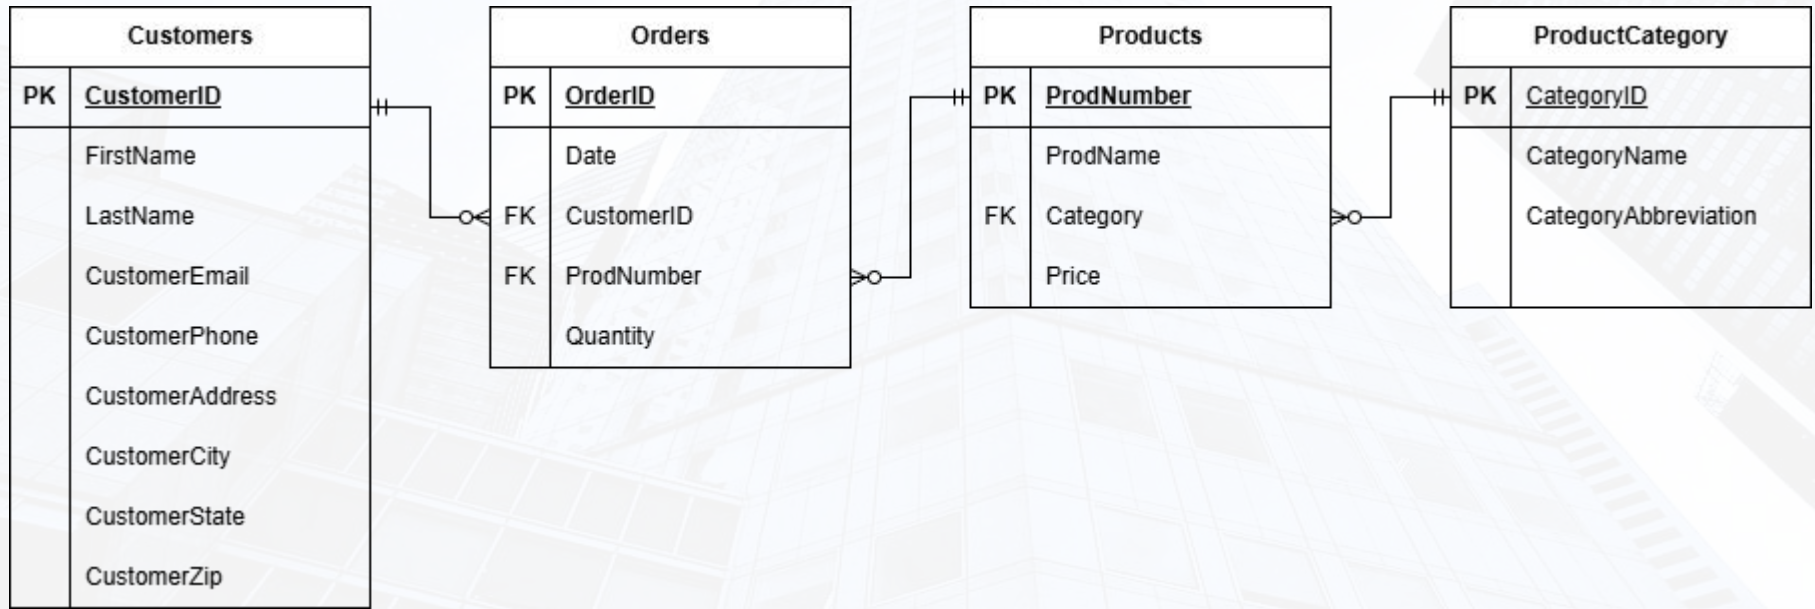 Customers
PK CustomerID
FirstName
LastName
CustomerEmail
CustomerPhone
CustomerAddress
CustomerCity
CustomerState
CustomerZip
Orders
PK OrderID
Date
FK CustomerID
FK ProdNumber
Quantity
Products
PK ProdNumber
ProdName
FK Category
Price
ProductCategory
PK CategoryID
CategoryName
CategoryAbbreviation